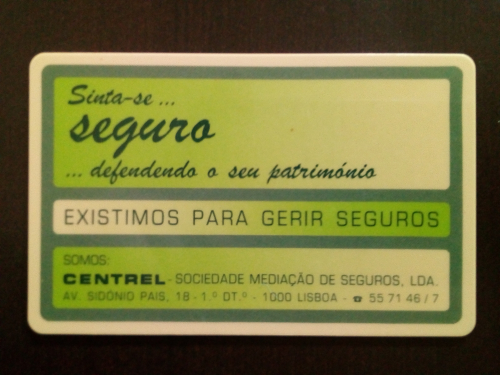 Sinta-se ...
seguro
... defendendo o seu património
EXISTIMOS PARA GERIR SEGUROS
SOMOS:
CENTREL - SOCIEDADE MEDIAÇÃO DE SEGUROS, LDA.
AV. SIDÓNIO PAIS, 18 - 1.º DT.º - 1000 LISBOA - ☎ 55 71 46 / 7